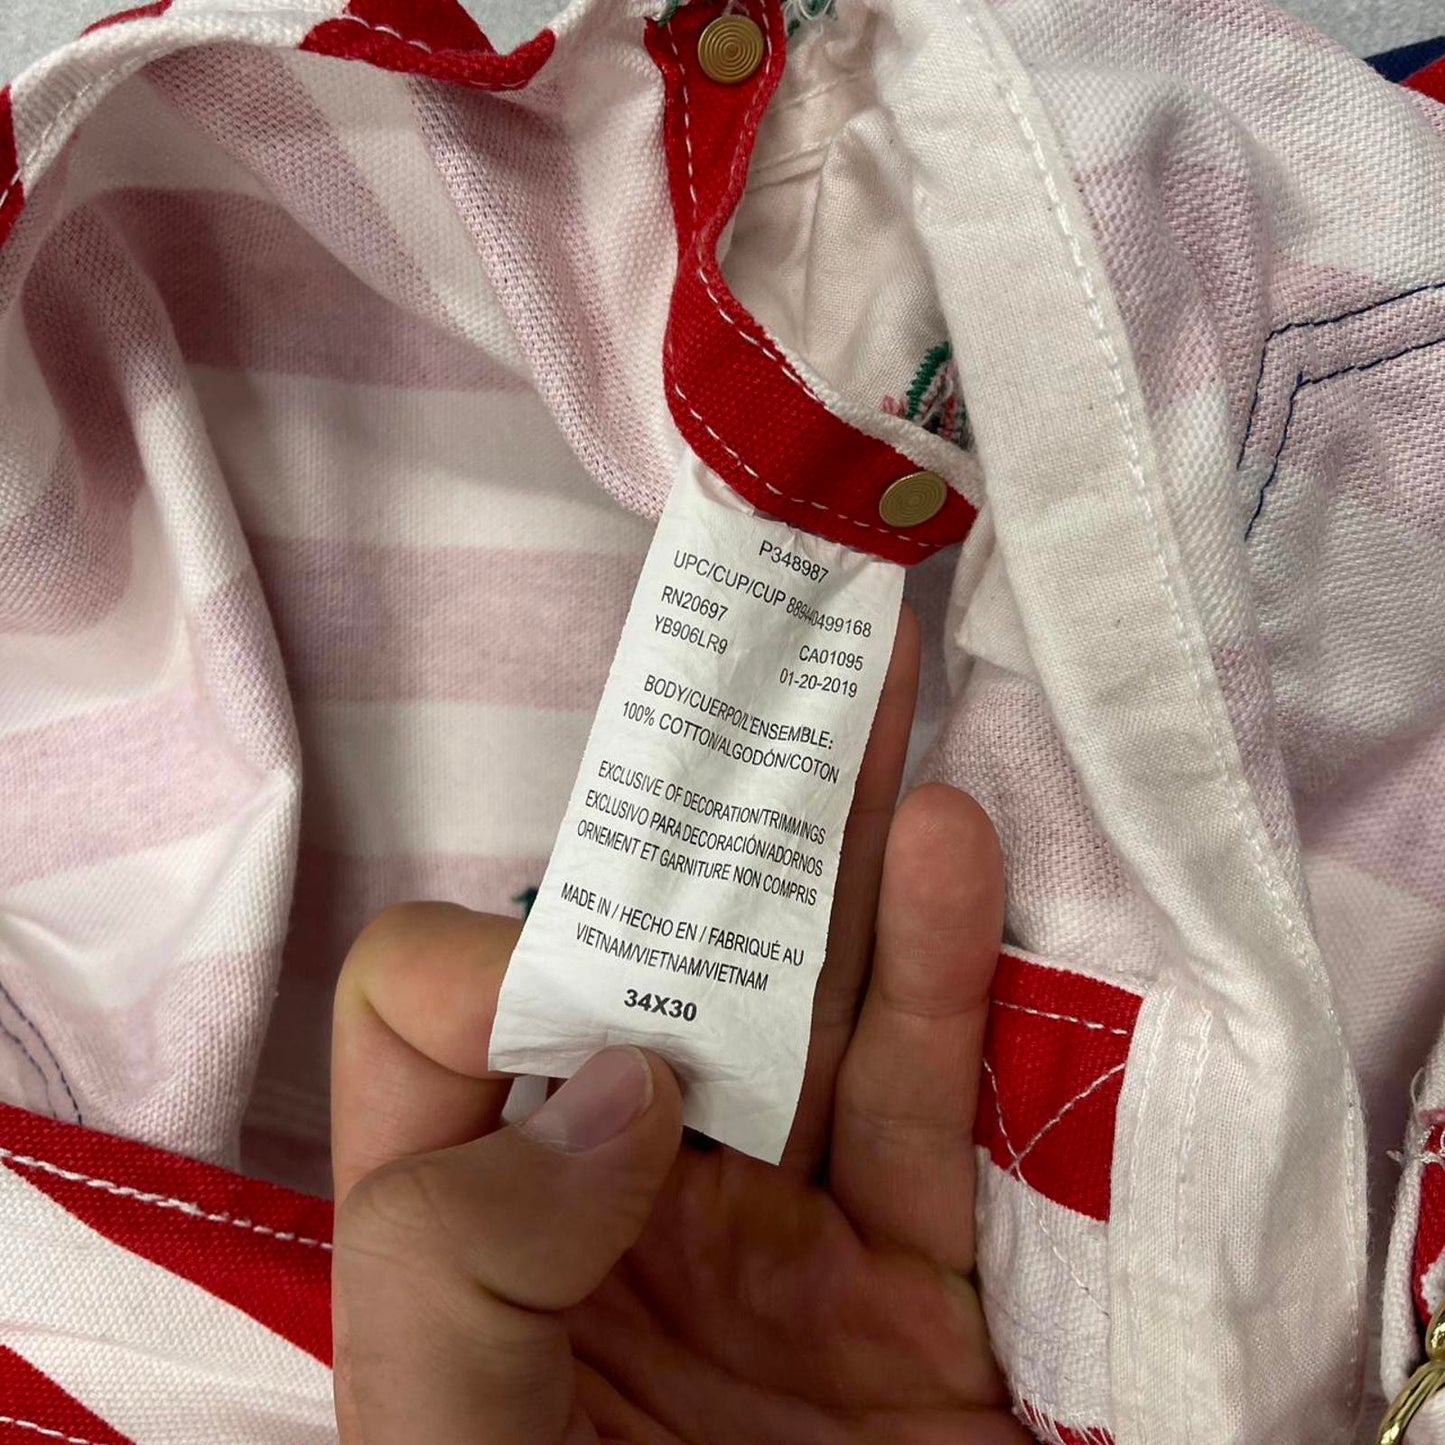 P348987
UPC/CUP/CUP 889440499168
RN20697 CA01095
YB906LR9 01-20-2019
BODY/CUERPO/L'ENSEMBLE:
100% COTTON/ALGODÓN/COTON
EXCLUSIVE OF DECORATION/TRIMMINGS
EXCLUSIVO PARA DECORACIÓN/ADORNOS
ORNEMENT ET GARNITURE NON COMPRIS
MADE IN / HECHO EN / FABRIQUÉ AU
VIETNAM/VIETNAM/VIETNAM
34X30